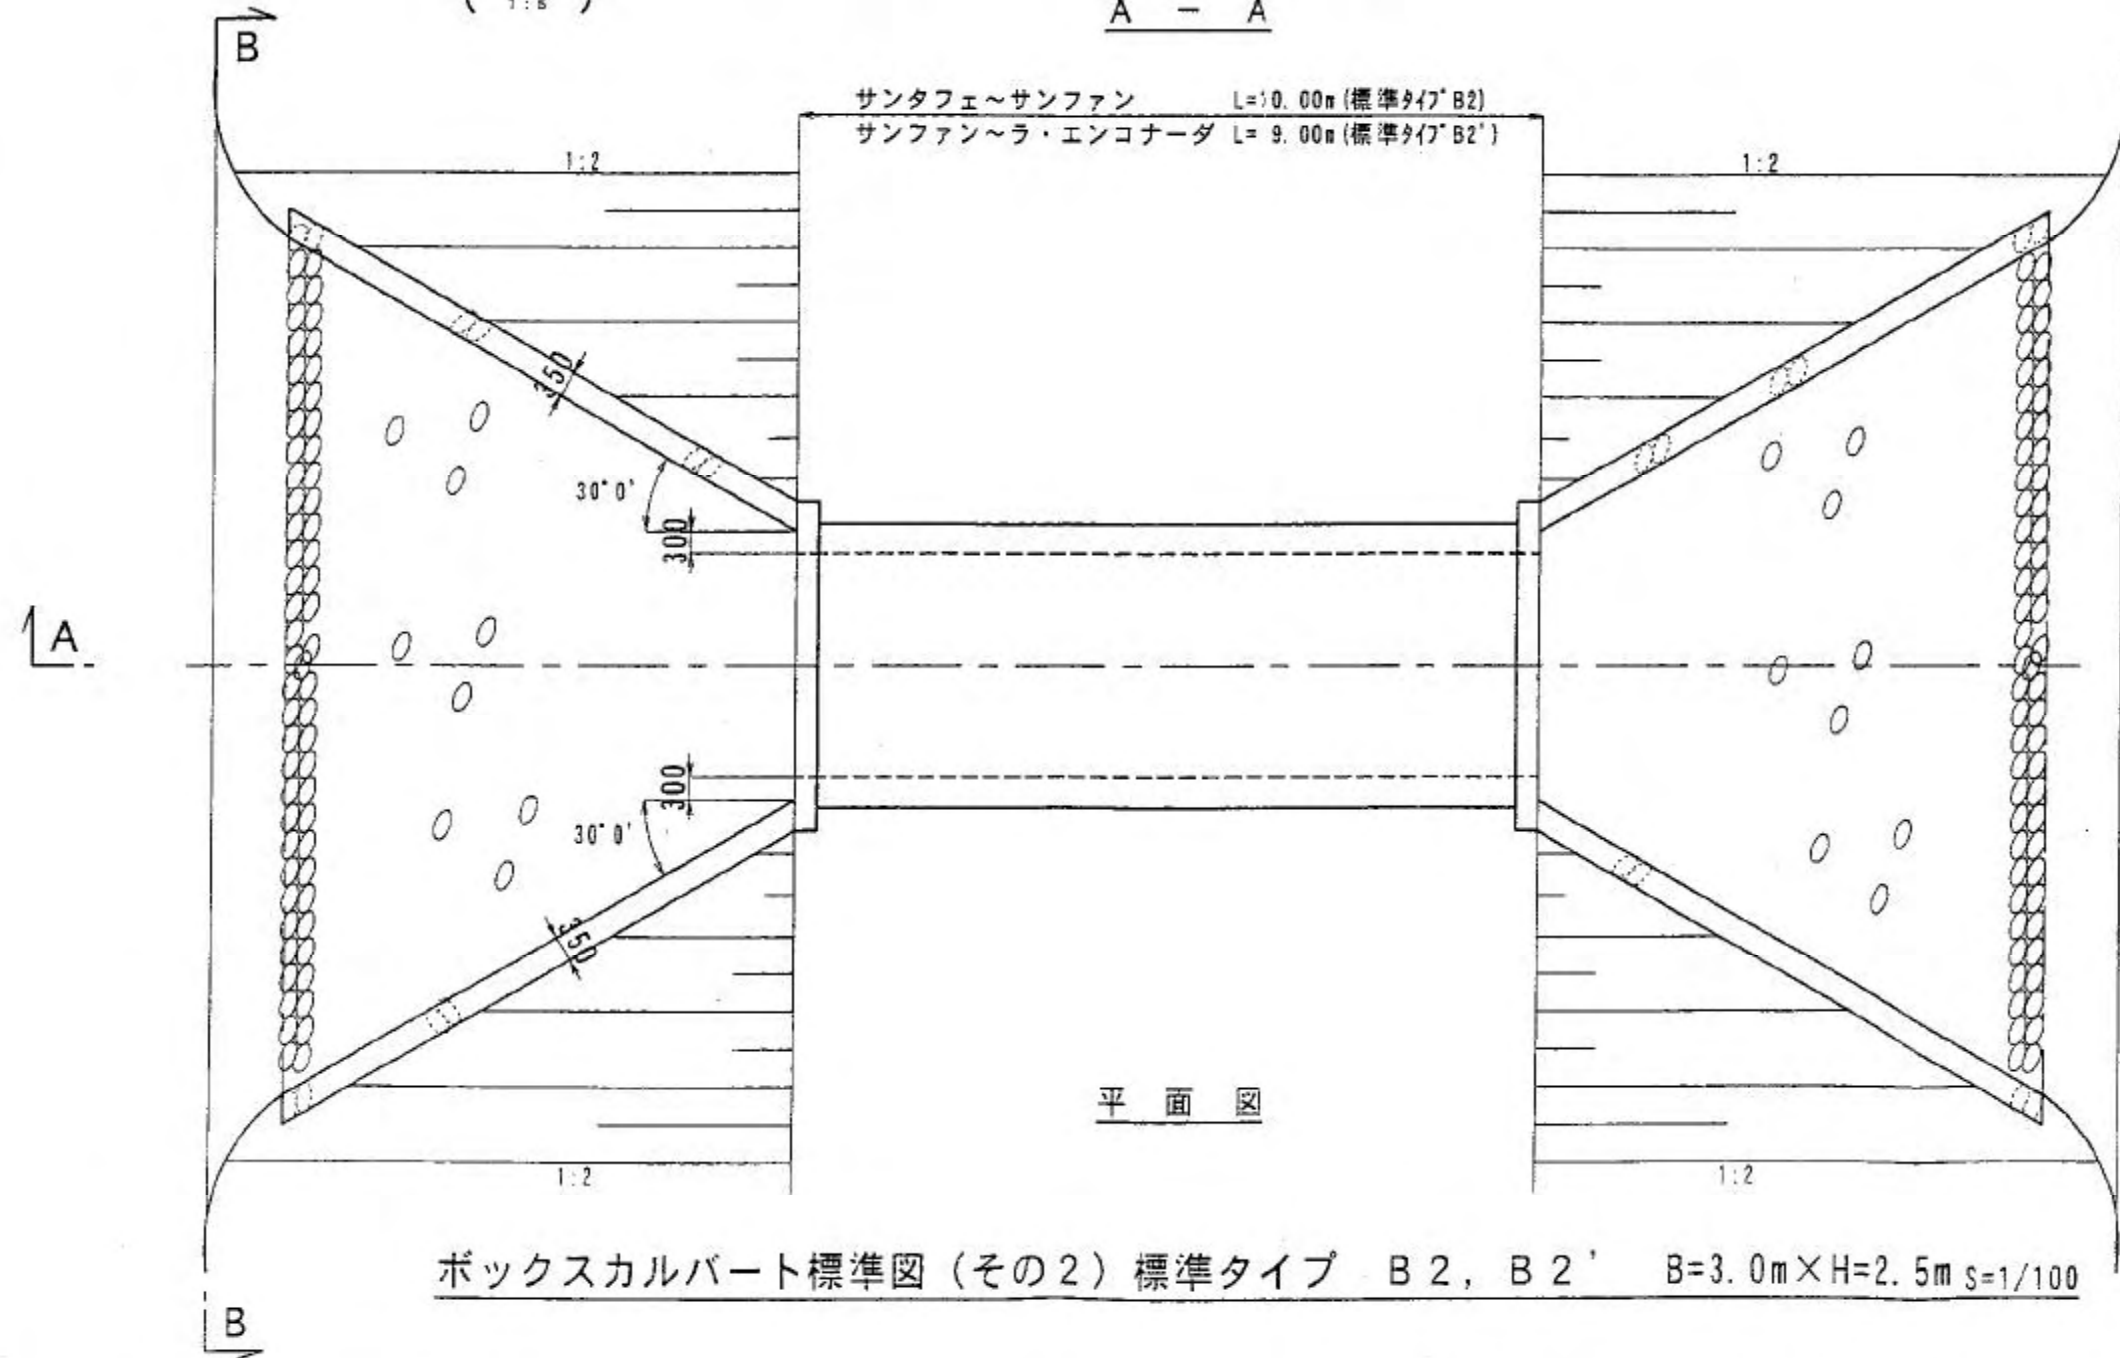 1:5
A - A
B
サンタフェ~サンファン L=10.00m(標準ﾀｲﾌﾟB2)
サンファン~ラ・エンコナーダ L= 9.00m(標準ﾀｲﾌﾟB2')
1:2
1:2
350
30°0'
300
A
300
30°0'
350
平 面 図
1:2
1:2
ボックスカルバート標準図(その2)標準タイプ B2, B2' B=3.0m×H=2.5m S=1/100
B